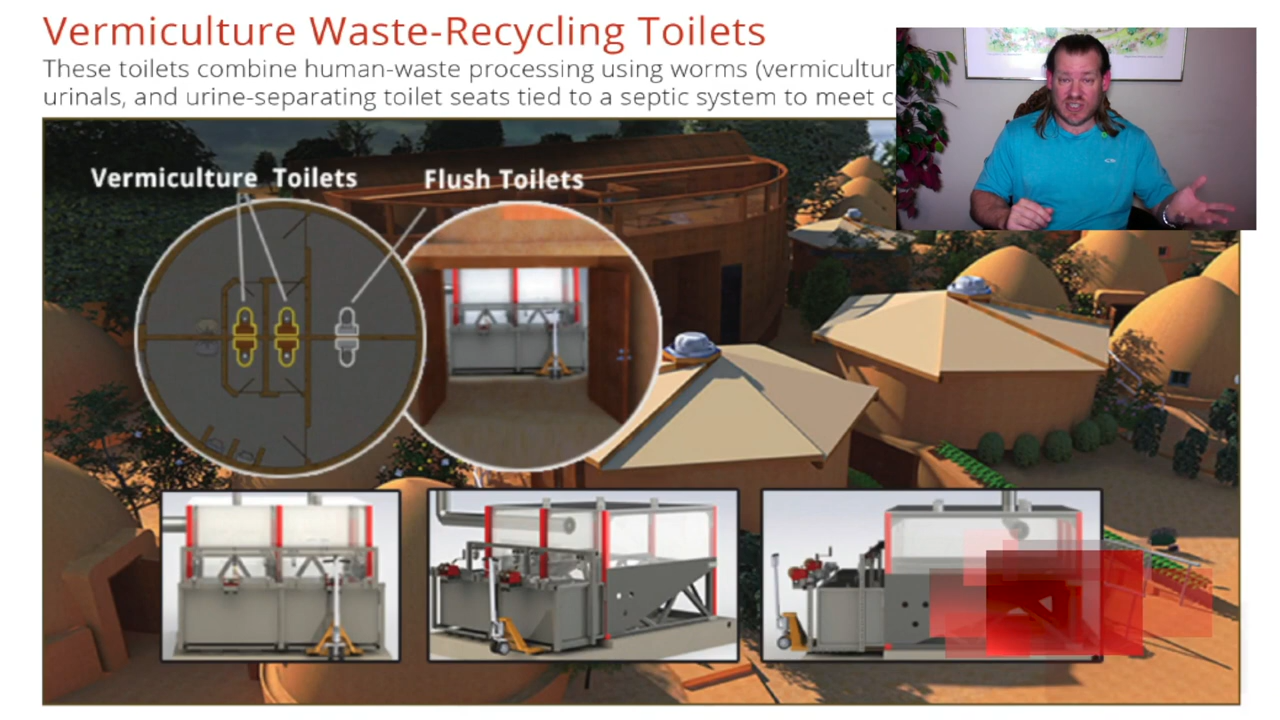 Vermiculture Waste-Recycling Toilets
These toilets combine human-waste processing using worms
urinals, and urine-separating toilet seats tied to a septic system to meet
Vermiculture Toilets
Flush Toilets